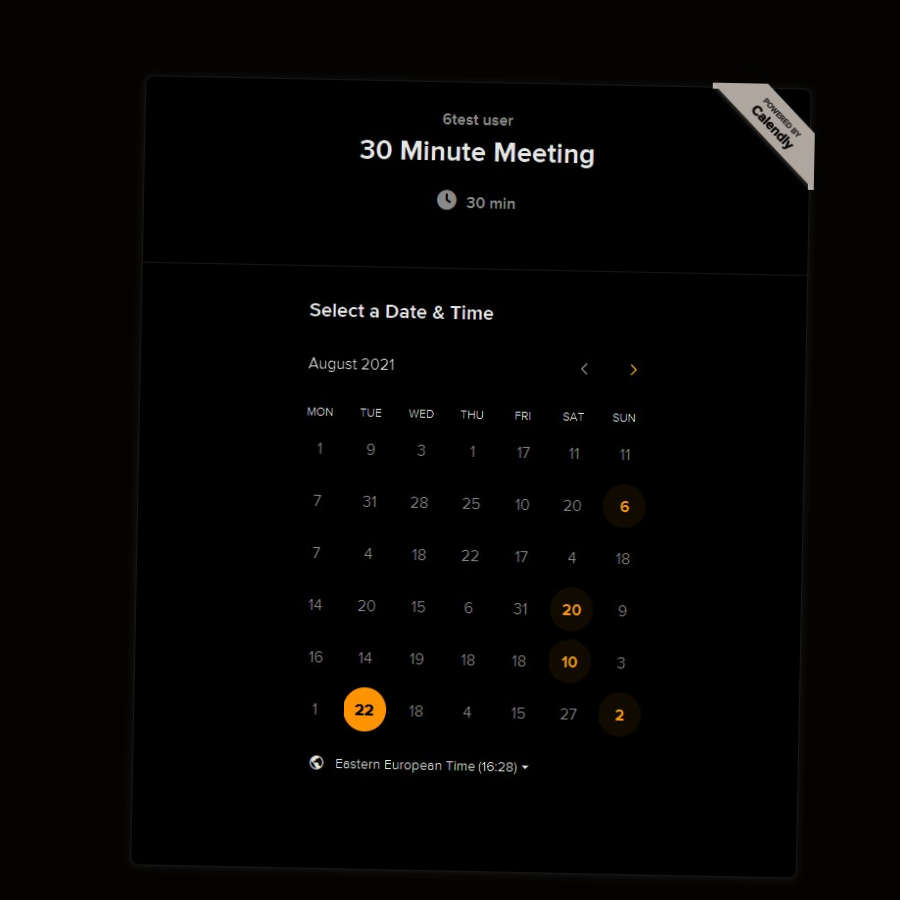 POWERED BY
Calendly
6test user
30 Minute Meeting
30 min
Select a Date & Time
August 2021
MON TUE WED THU FRI SAT SUN
1 9 3 1 17 11 11
7 31 28 25 10 20 6
7 4 18 22 17 4 18
14 20 15 6 31 20 9
16 14 19 18 18 10 3
1 22 18 4 15 27 2
Eastern European Time (16:28)